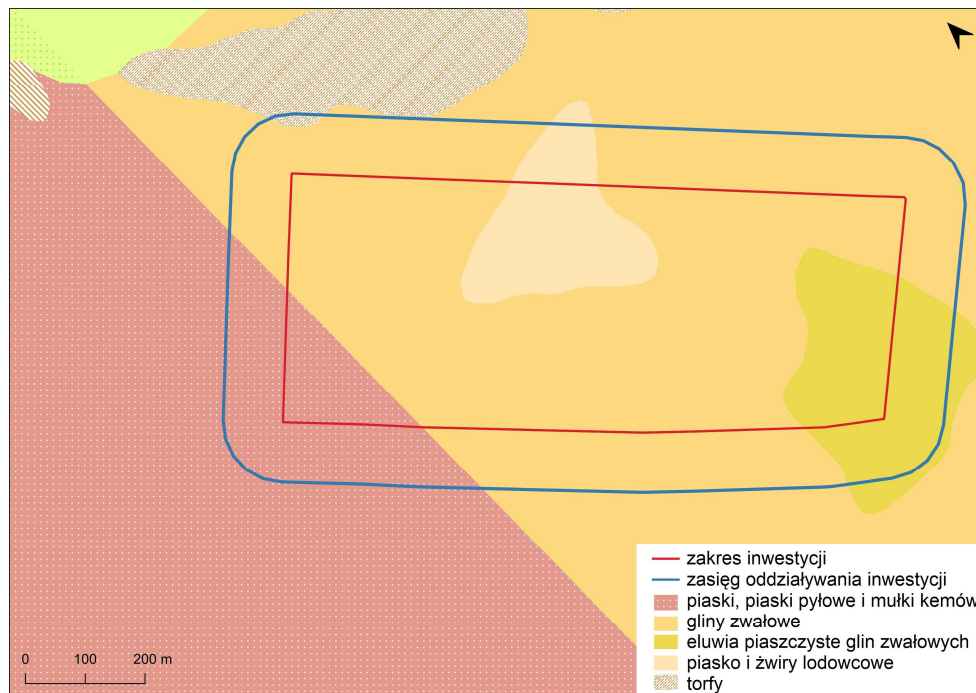 zakres inwestycji
zasięg oddziaływania inwestycji
piaski, piaski pyłowe i mułki kemów
gliny zwałowe
eluwia piaszczyste glin zwałowych
piasko i żwiry lodowcowe
torfy
0 100 200 m